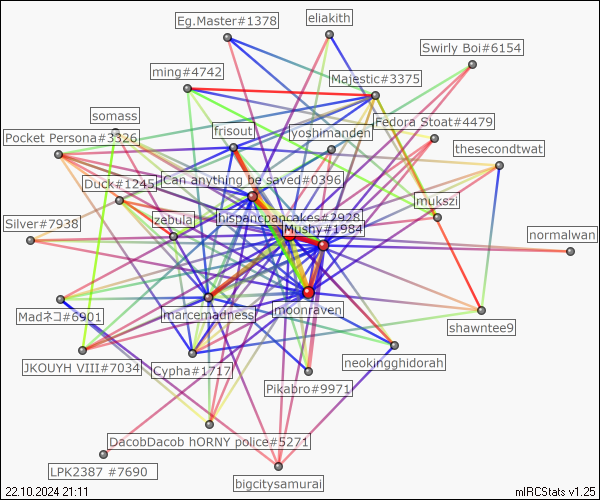 Eg.Master#1378
eliakith
Swirly Boi#6154
ming#4742
Majestic#3375
somass
Fedora Stoat#4479
Pocket Persona#3326
frisout
yoshimanden
thesecondtwat
Duck#1245
Can anything be saved#0396
mukszi
Silver#7938
zebula
hispancpancakes#2928
Mushy#1984
normalwan
Madネコ#6901
marcemadness
moonraven
shawntee9
JKOUYH VIII#7034
Cypha#1717
neokingghidorah
Pikabro#9971
DacobDacob hORNY police#5271
LPK2387 #7690
bigcitysamurai
22.10.2024 21:11
mIRCStats v1.25